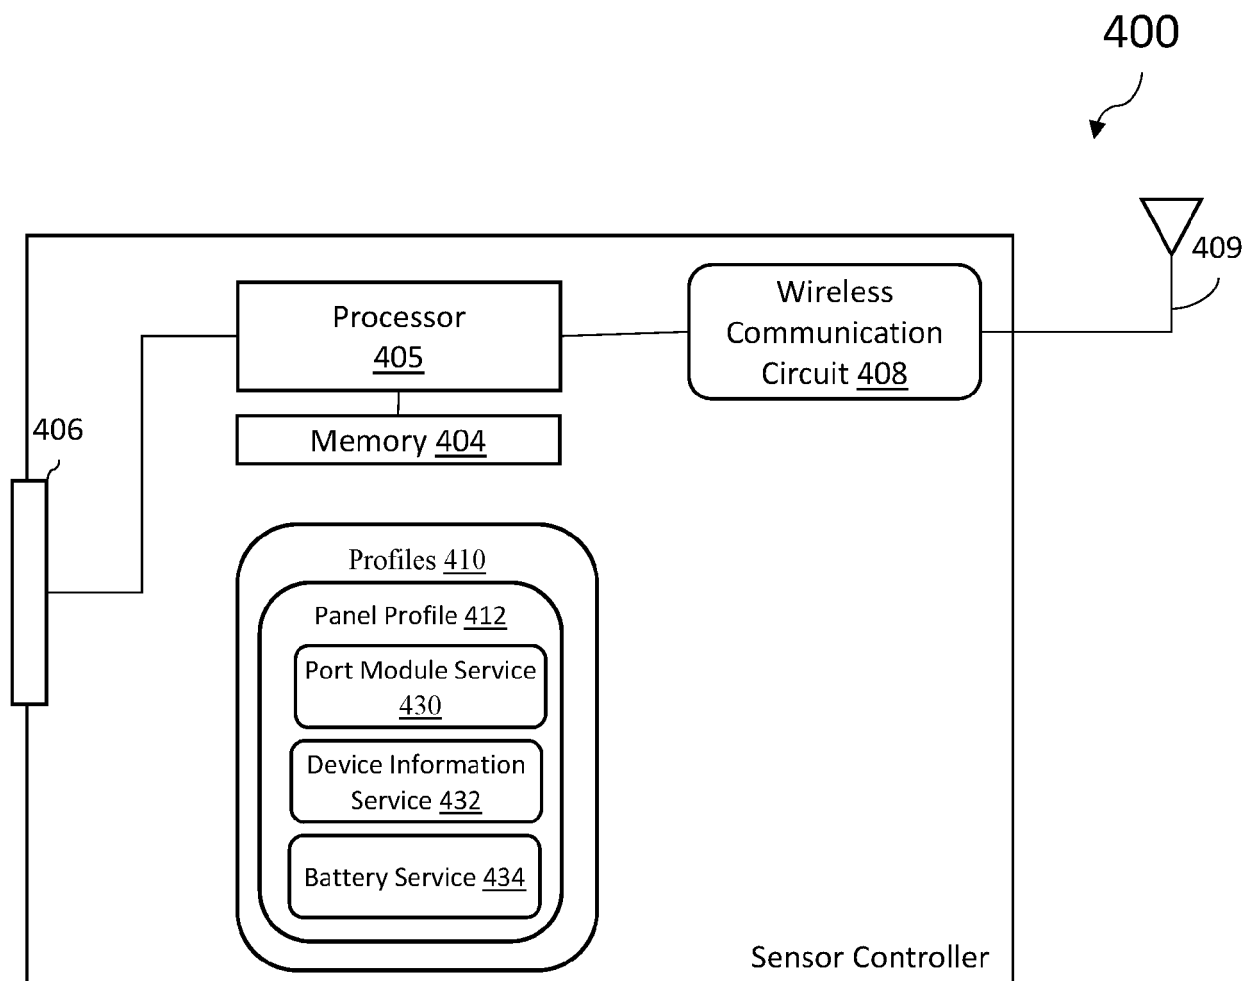 400
409
Wireless
Communication
Circuit 408
Processor
405
Memory 404
406
Profiles 410
Panel Profile 412
Port Module Service
430
Device Information
Service 432
Battery Service 434
Sensor Controller